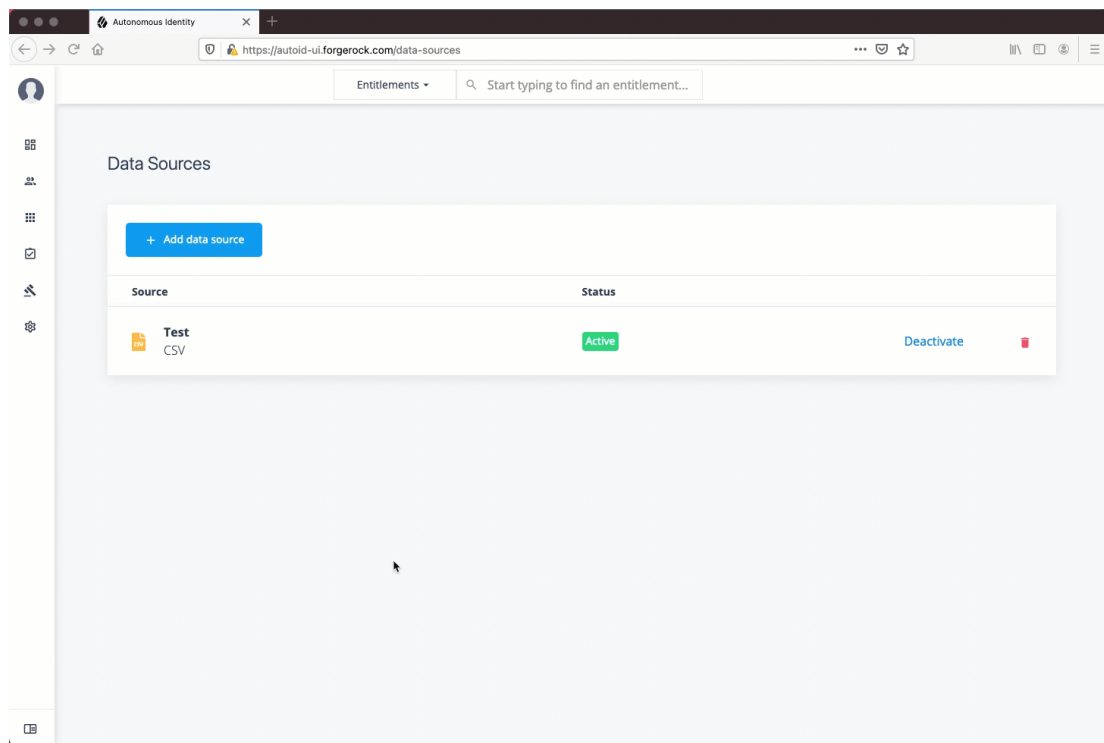 Autonomous Identity
https://autoid-ui.forgerock.com/data-sources
Entitlements
Start typing to find an entitlement...
Data Sources
+ Add data source
Source Status
Test
CSV
Active
Deactivate